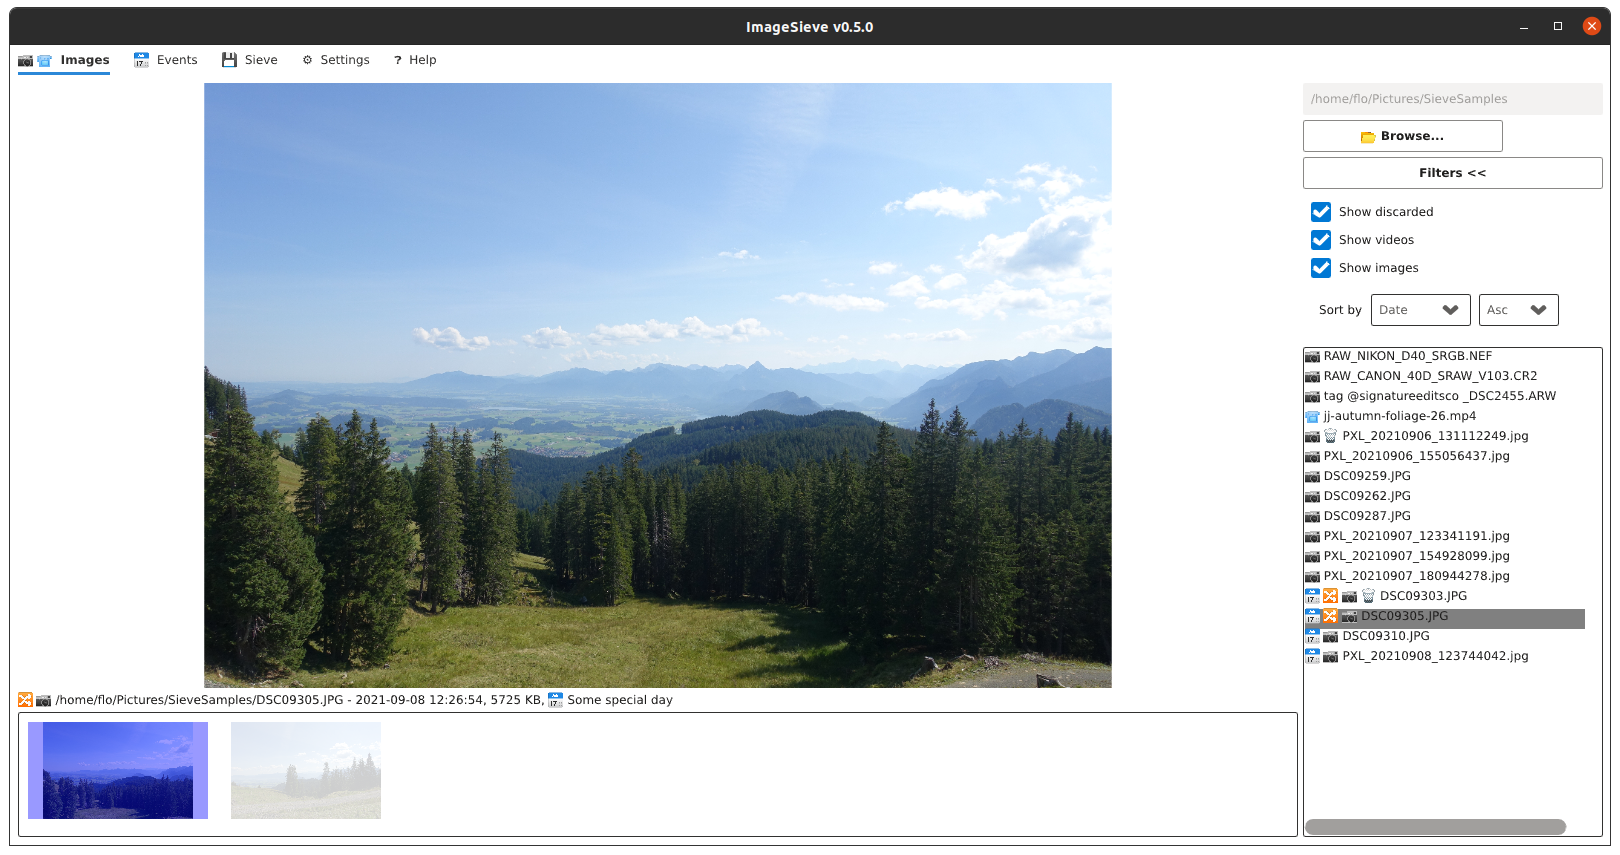 ImageSieve v0.5.0
Images Events Sieve Settings ? Help
/home/flo/Pictures/SieveSamples
Browse...
Filters <<
Show discarded
Show videos
Show images
Sort by Date Asc
RAW_NIKON_D40_SRGB.NEF
RAW_CANON_40D_SRAW_V103.CR2
tag @signatureeditsco _DSC2455.ARW
jj-autumn-foliage-26.mp4
PXL_20210906_131112249.jpg
PXL_20210906_155056437.jpg
DSC09259.JPG
DSC09262.JPG
DSC09287.JPG
PXL_20210907_123341191.jpg
PXL_20210907_154928099.jpg
PXL_20210907_180944278.jpg
DSC09303.JPG
DSC09305.JPG
DSC09310.JPG
PXL_20210908_123744042.jpg
/home/flo/Pictures/SieveSamples/DSC09305.JPG - 2021-09-08 12:26:54, 5725 KB, Some special day